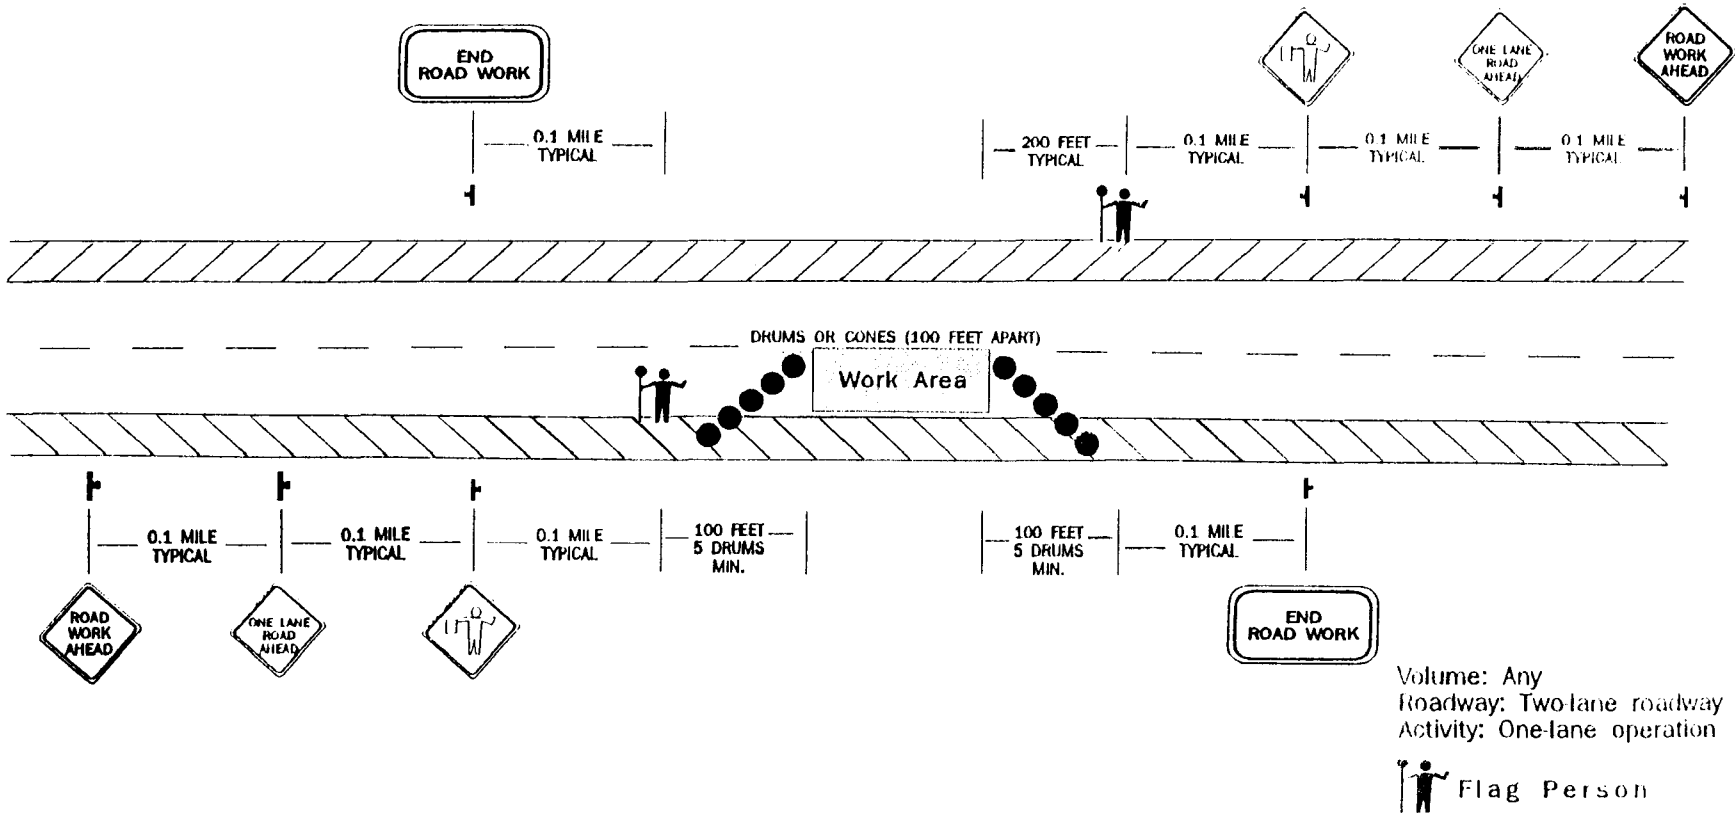 END
ROAD WORK
ONE LANE
ROAD
AHEAD
ROAD
WORK
AHEAD
0.1 MILE
TYPICAL
200 FEET
TYPICAL
0.1 MILE
TYPICAL
0.1 MILE
TYPICAL
0.1 MILE
TYPICAL
DRUMS OR CONES (100 FEET APART)
Work Area
0.1 MILE
TYPICAL
0.1 MILE
TYPICAL
0.1 MILE
TYPICAL
100 FEET
5 DRUMS
MIN.
100 FEET
5 DRUMS
MIN.
0.1 MILE
TYPICAL
ROAD
WORK
AHEAD
ONE LANE
ROAD
AHEAD
END
ROAD WORK
Volume: Any
Roadway: Two-lane roadway
Activity: One-lane operation
Flag Person